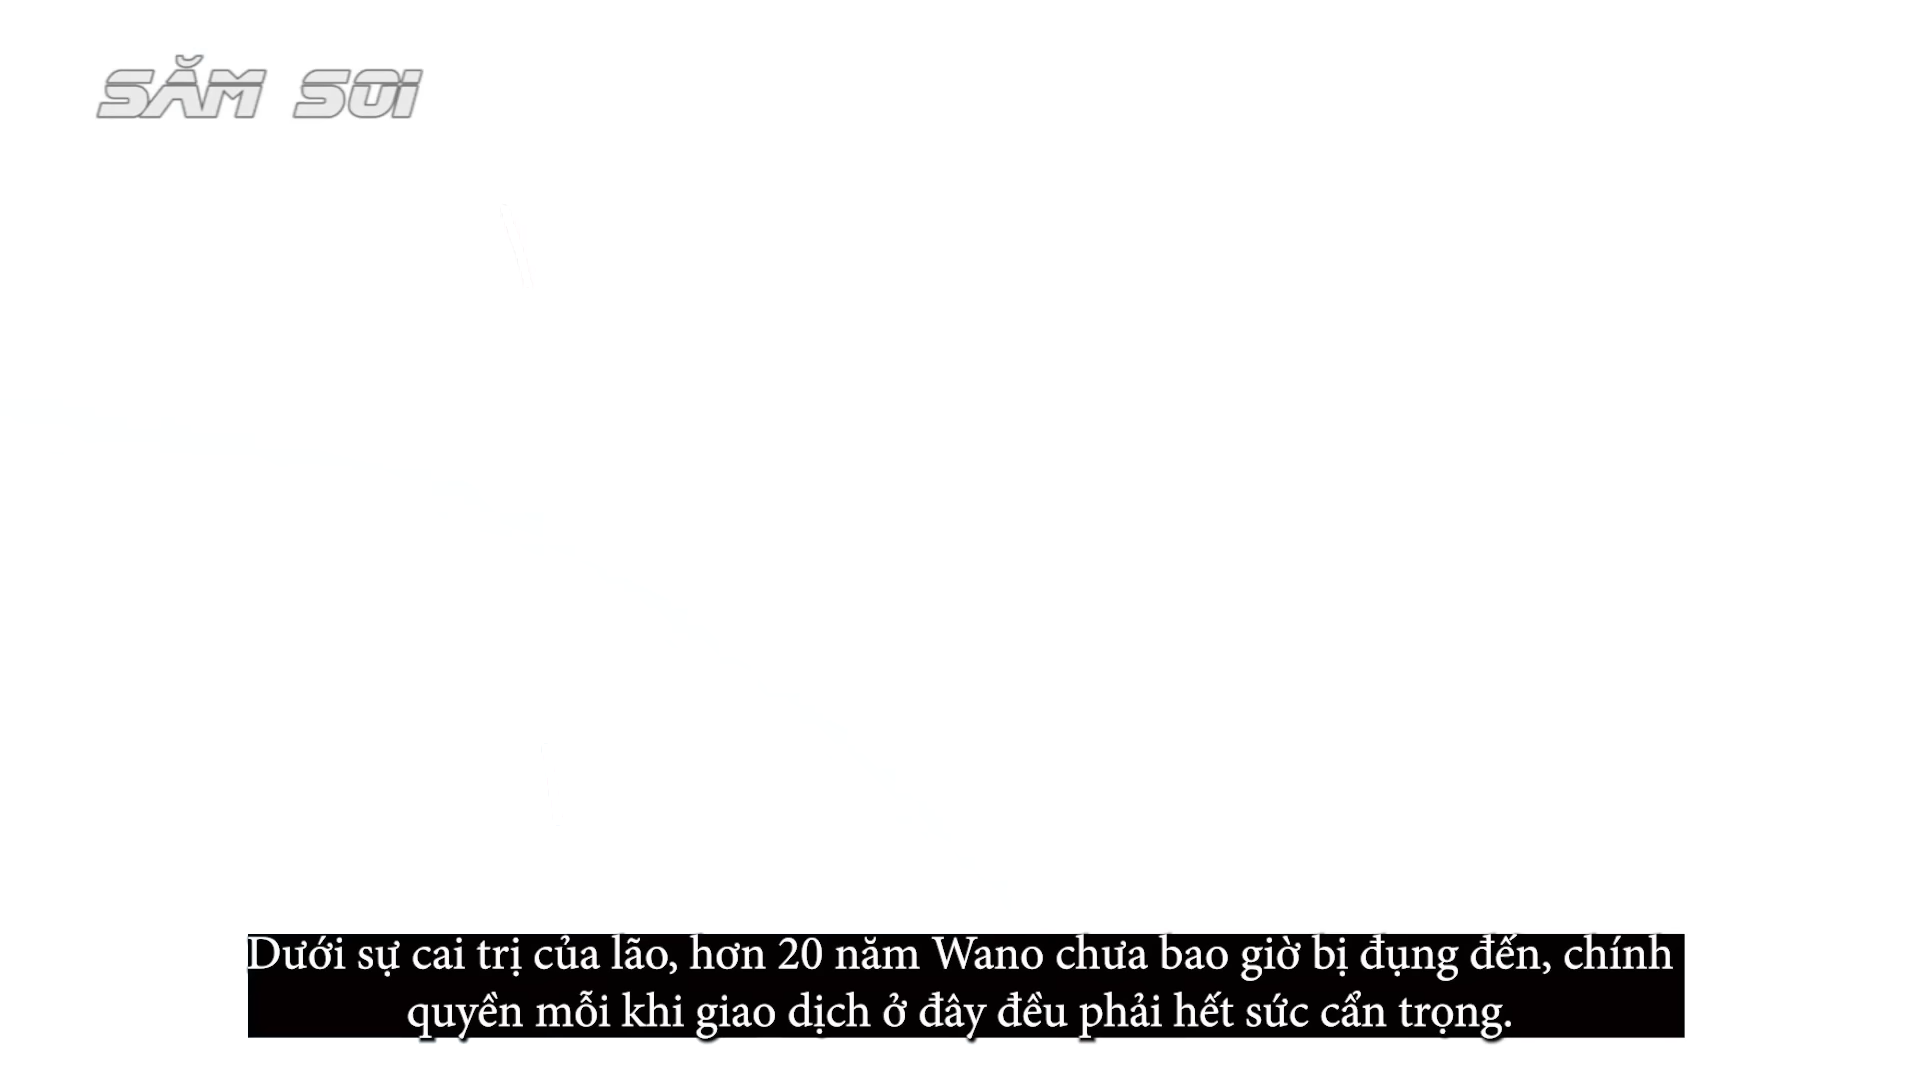 SĂM SOI
Dưới sự cai trị của lão, hơn 20 năm Wano chưa bao giờ bị đụng đến, chính
quyền mỗi khi giao dịch ở đây đều phải hết sức cẩn trọng.